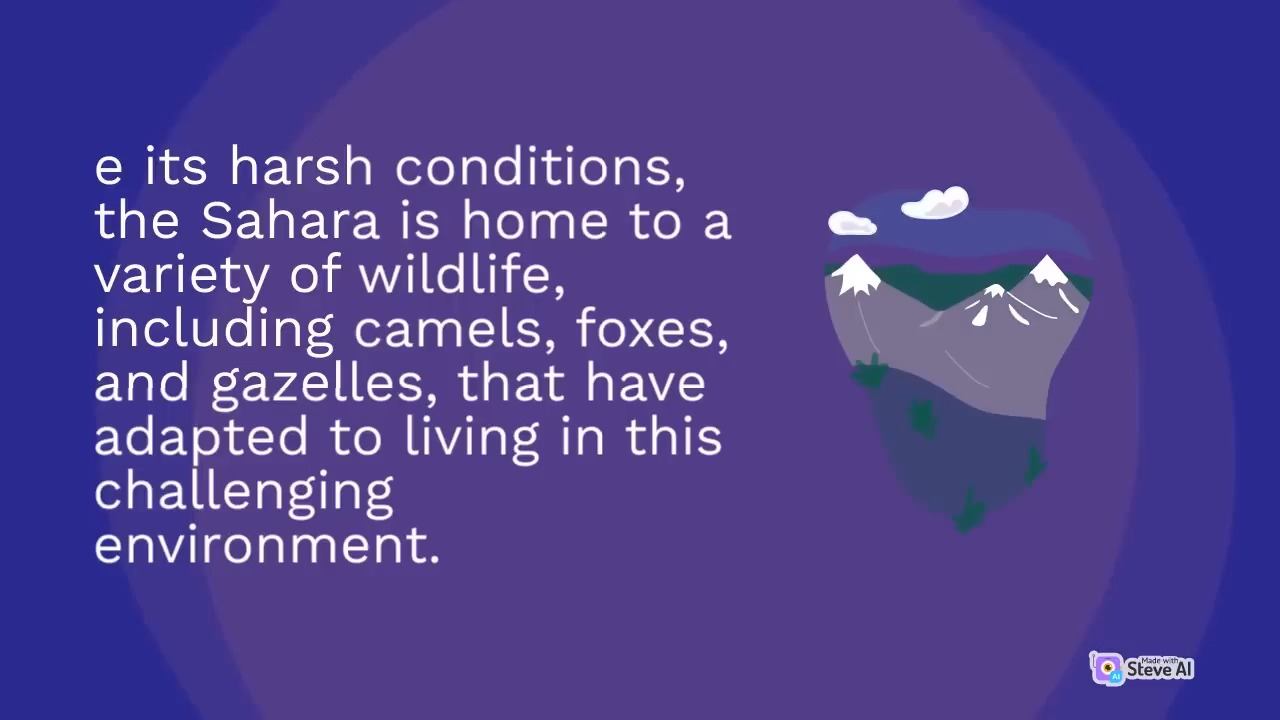 e its harsh conditions,
the Sahara is home to a
variety of wildlife,
including camels, foxes,
and gazelles, that have
adapted to living in this
challenging
environment.
Made with
Steve AI
AI